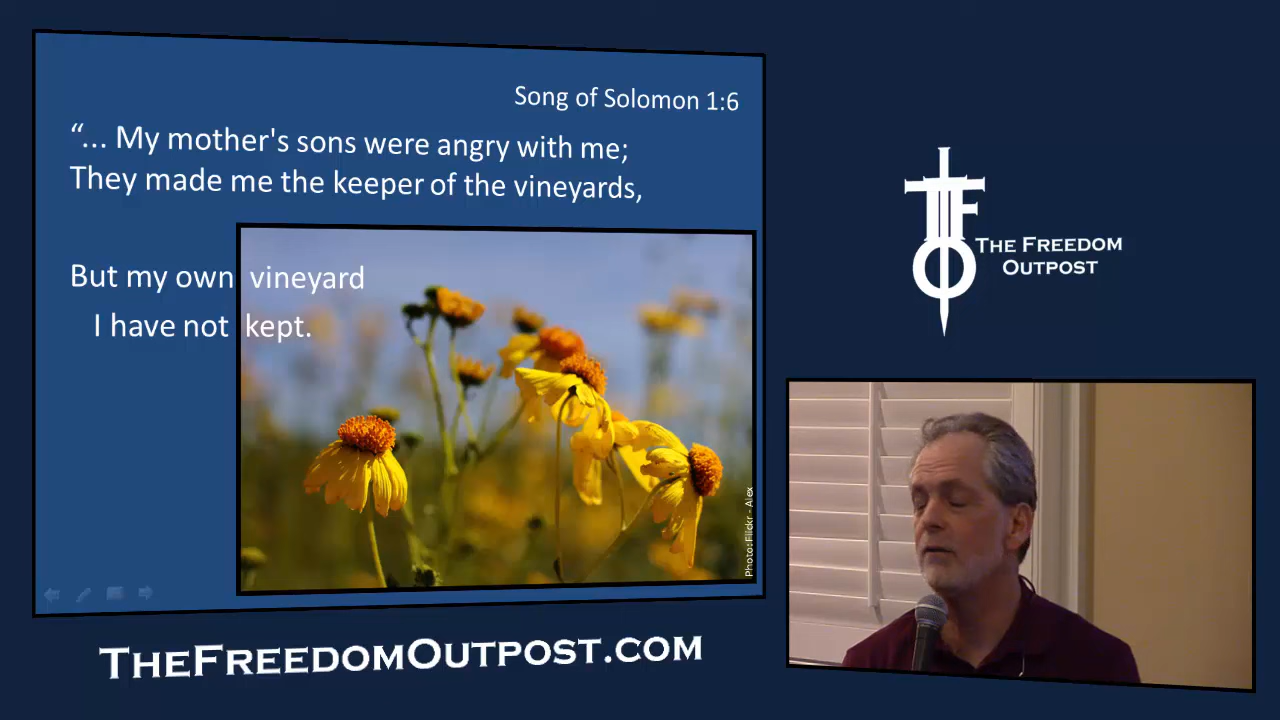 Song of Solomon 1:6
“... My mother's sons were angry with me;
They made me the keeper of the vineyards,
But my own vineyard
I have not kept.
Photo: Flickr - Alex
TF
THE FREEDOM
OUTPOST
THEFREEDOMOUTPOST.COM